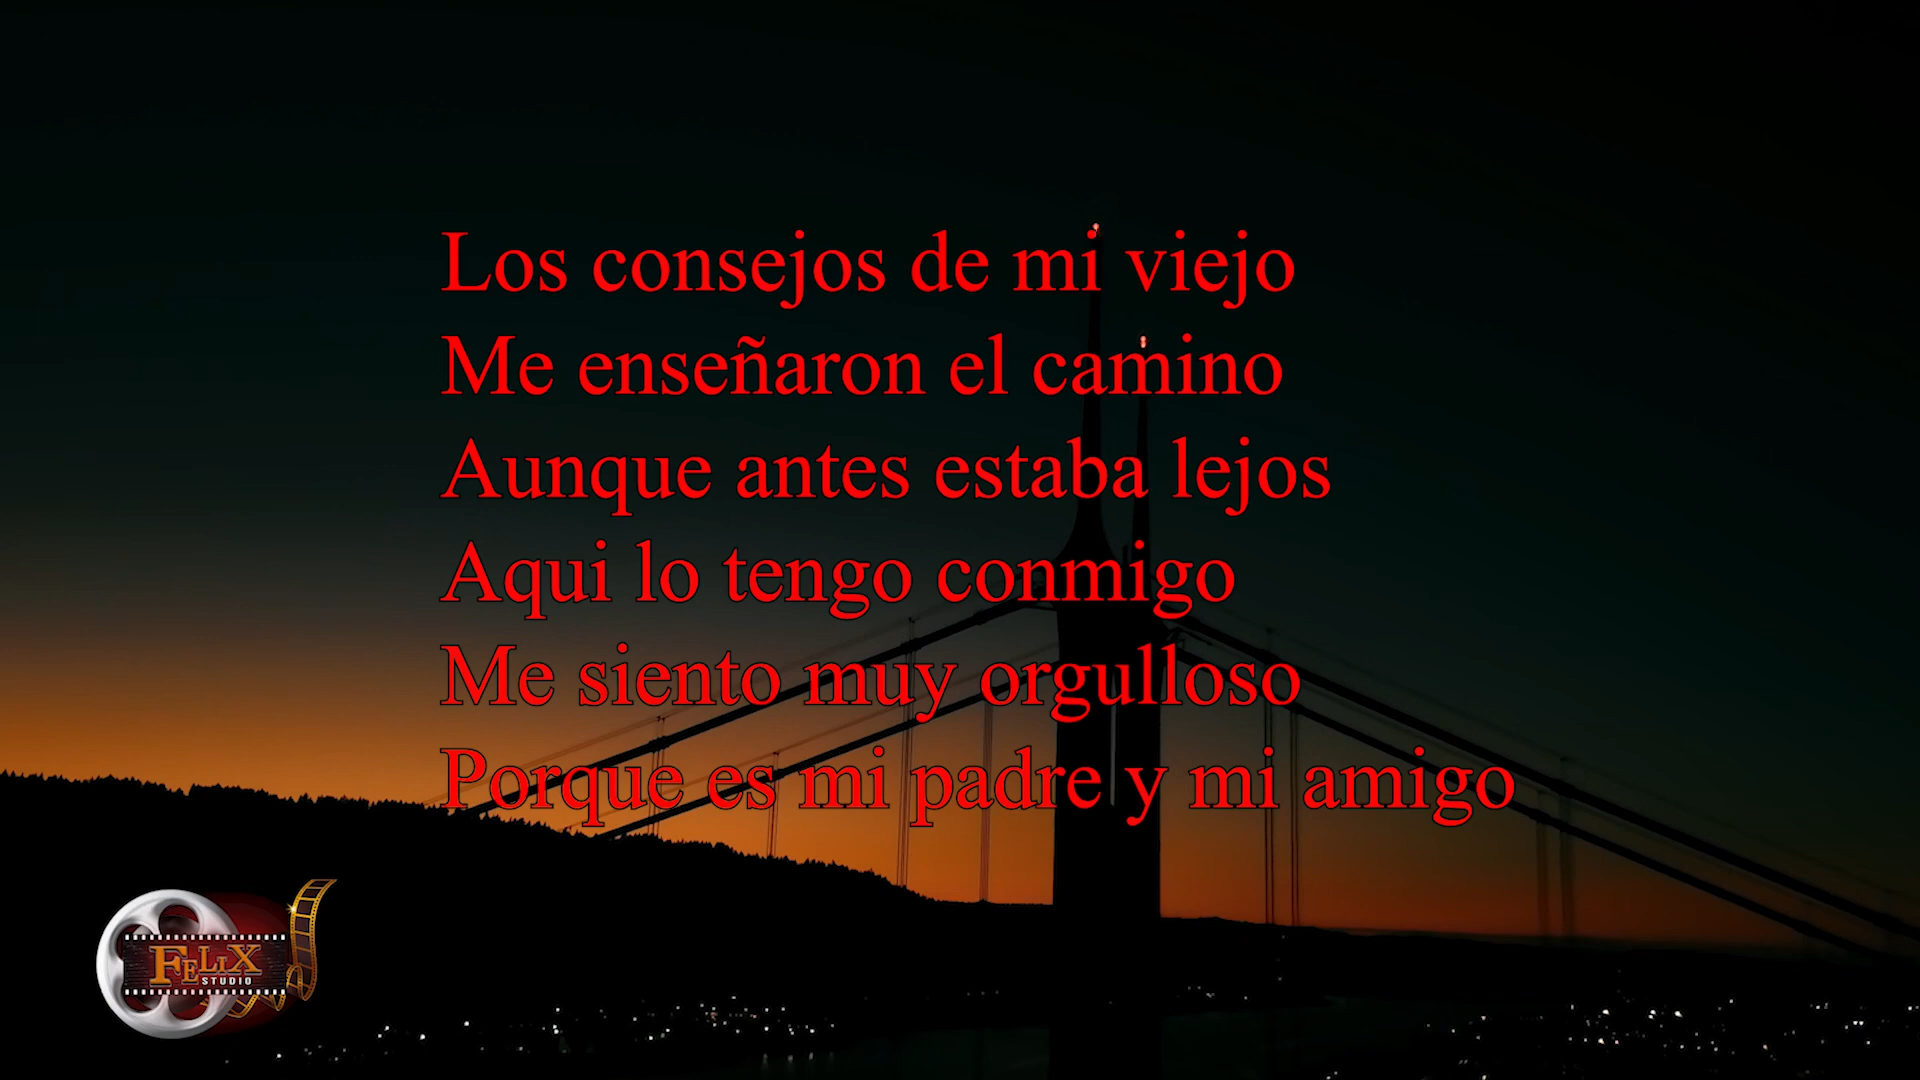 Los consejos de mi viejo
Me enseñaron el camino
Aunque antes estaba lejos
Aqui lo tengo conmigo
Me siento muy orgulloso
Porque es mi padre y mi amigo
FELIX
STUDIO